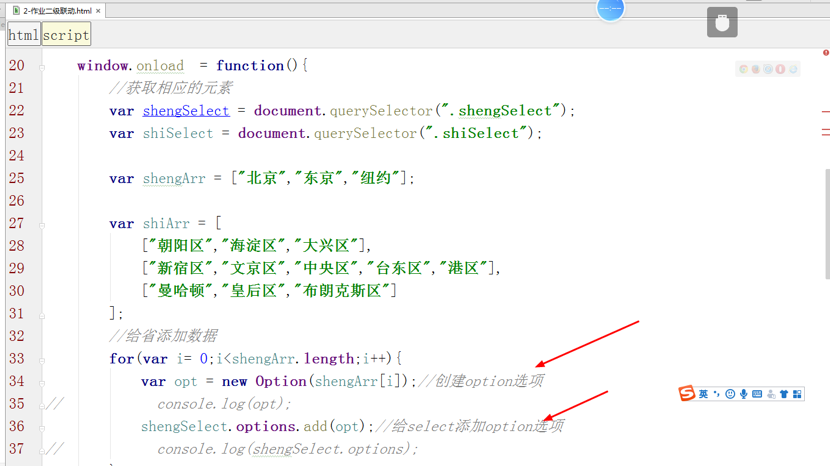 2-作业二级联动.html ×
html script
20 window.onload = function(){
21 //获取相应的元素
22 var shengSelect = document.querySelector(".shengSelect");
23 var shiSelect = document.querySelector(".shiSelect");
24
25 var shengArr = ["北京","东京","纽约"];
26
27 var shiArr = [
28 ["朝阳区","海淀区","大兴区"],
29 ["新宿区","文京区","中央区","台东区","港区"],
30 ["曼哈顿","皇后区","布朗克斯区"]
31 ];
32 //给省添加数据
33 for(var i= 0;i<shengArr.length;i++){
34 var opt = new Option(shengArr[i]);//创建option选项
35 // console.log(opt);
36 shengSelect.options.add(opt);//给select添加option选项
37 // console.log(shengSelect.options);
--:--
S 英